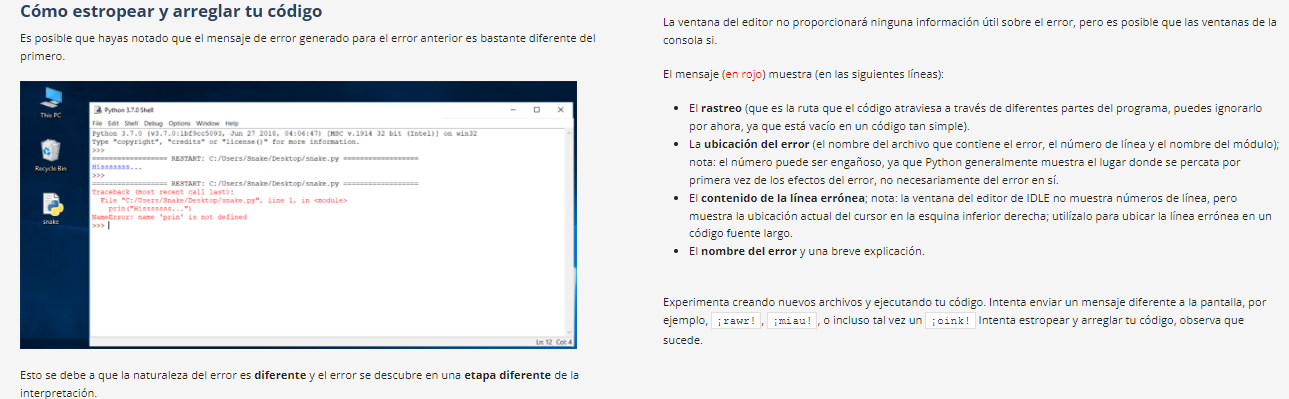 Cómo estropear y arreglar tu código
Es posible que hayas notado que el mensaje de error generado para el error anterior es bastante diferente del
primero.
This PC
Recycle Bin
snake
Python 3.7.0 Shell
File Edit Shell Debug Options Window Help
Python 3.7.0 (v3.7.0:1bf9cc5093, Jun 27 2018, 04:06:47) [MSC v.1914 32 bit (Intel)] on win32
Type "copyright", "credits" or "license()" for more information.
>>>
================== RESTART: C:/Users/Snake/Desktop/snake.py ==================
Hissssssss...
>>>
================== RESTART: C:/Users/Snake/Desktop/snake.py ==================
Traceback (most recent call last):
File "C:/Users/Snake/Desktop/snake.py", line 1, in <module>
prin("Hissssssss...")
NameError: name 'prin' is not defined
>>>
Ln: 12 Col: 4
Esto se debe a que la naturaleza del error es diferente y el error se descubre en una etapa diferente de la
interpretación.
La ventana del editor no proporcionará ninguna información útil sobre el error, pero es posible que las ventanas de la
consola si.
El mensaje (en rojo) muestra (en las siguientes líneas):
• El rastreo (que es la ruta que el código atraviesa a través de diferentes partes del programa, puedes ignorarlo
por ahora, ya que está vacío en un código tan simple).
• La ubicación del error (el nombre del archivo que contiene el error, el número de línea y el nombre del módulo);
nota: el número puede ser engañoso, ya que Python generalmente muestra el lugar donde se percata por
primera vez de los efectos del error, no necesariamente del error en sí.
• El contenido de la línea errónea; nota: la ventana del editor de IDLE no muestra números de línea, pero
muestra la ubicación actual del cursor en la esquina inferior derecha; utilízalo para ubicar la línea errónea en un
código fuente largo.
• El nombre del error y una breve explicación.
Experimenta creando nuevos archivos y ejecutando tu código. Intenta enviar un mensaje diferente a la pantalla, por
ejemplo, ¡rawr!, ¡miau!, o incluso tal vez un ¡oink! Intenta estropear y arreglar tu código, observa que
sucede.